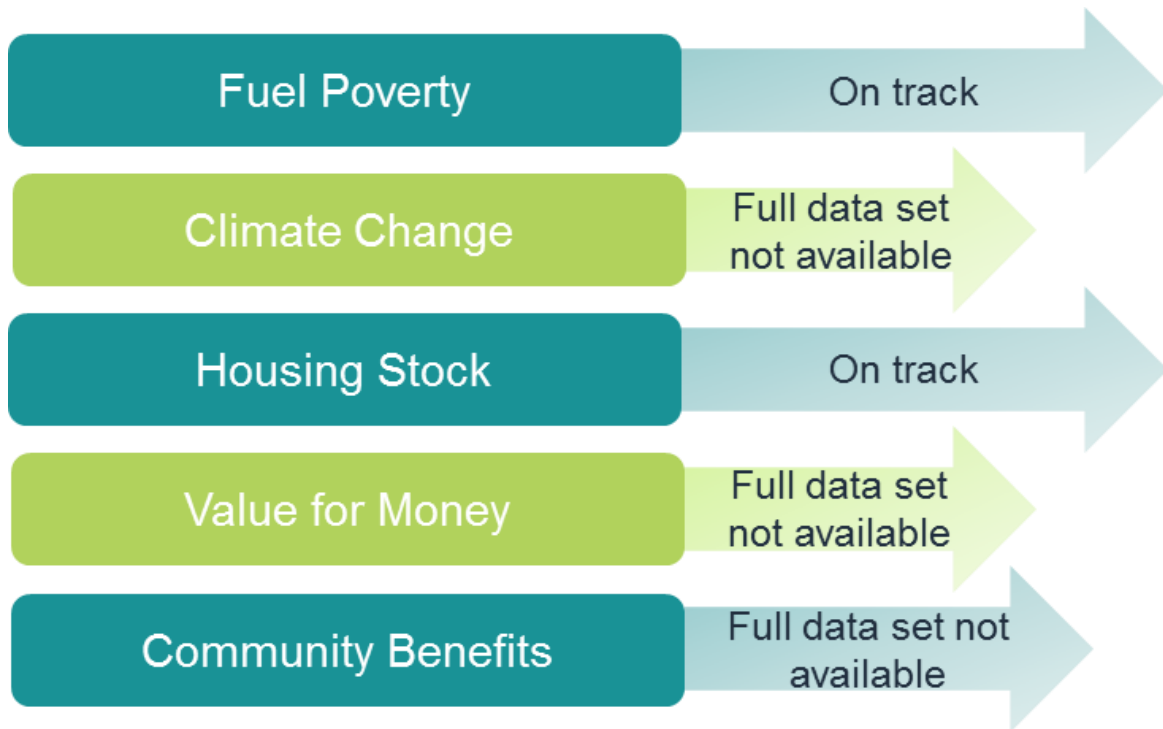 Fuel Poverty
On track
Climate Change
Full data set
not available
Housing Stock
On track
Value for Money
Full data set
not available
Community Benefits
Full data set not
available